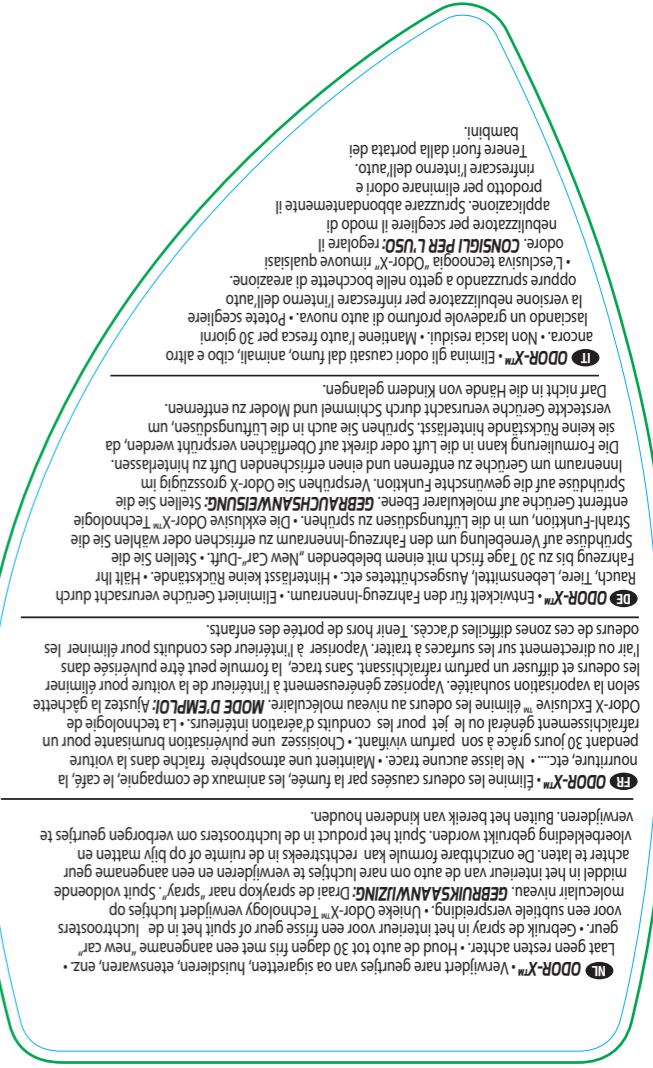 NL ODOR-X™ • Verwijdert nare geurtjes van oa sigaretten, huisdieren, etenswaren, enz. •
Laat geen resten achter. • Houd de auto tot 30 dagen fris met een aangename "new car"
geur. • Gebruik de spray in het interieur voor een frisse geur of spuit het in de luchtroosters
voor een subtiele verspreiding. • Unieke Odor-X™ Technology verwijdert luchtjes op
moleculair niveau. GEBRUIKSAANWIJZING: Draai de spraykop naar "spray". Spuit voldoende
middel in het interieur van de auto om nare luchtjes te verwijderen en een aangename geur
achter te laten. De onzichtbare formule kan rechtstreeks in de ruimte of op bijv matten en
vloerbekleding gebruikt worden. Spuit het product in de luchtroosters om verborgen geurtjes te
verwijderen. Buiten het bereik van kinderen houden.
FR ODOR-X™ • Élimine les odeurs causées par la fumée, les animaux de compagnie, le café, la
nourriture, etc.... • Ne laisse aucune trace. • Maintient une atmosphère fraîche dans la voiture
pendant 30 jours grâce à son parfum vivifiant. • Choisissez une pulvérisation brumisante pour un
rafraîchissement général ou le jet pour les conduits d'aération intérieurs. • La technologie de
Odor-X Exclusive ™ élimine les odeurs au niveau moléculaire. MODE D'EMPLOI: Ajustez la gâchette
selon la vaporisation souhaitée. Vaporisez généreusement à l'intérieur de la voiture pour éliminer
les odeurs et diffuser un parfum rafraîchissant. Sans trace, la formule peut être pulvérisée dans
l'air ou directement sur les surfaces à traiter. Vaporiser à l'intérieur des conduits pour éliminer les
odeurs de ces zones difficiles d'accès. Tenir hors de portée des enfants.
DE ODOR-X™ • Entwickelt für den Fahrzeug-Innenraum. • Eliminiert Gerüche verursacht durch
Rauch, Tiere, Lebensmittel, Ausgeschüttetes etc • Hinterlässt keine Rückstände. • Hält Ihr
Fahrzeug bis zu 30 Tage frisch mit einem belebenden „New Car"-Duft. • Stellen Sie die
Sprühdüse auf Vernebelung um den Fahrzeug-Innenraum zu erfrischen oder wählen Sie die
Strahl-Funktion, um in die Lüftungsdüsen zu sprühen. • Die exklusive Odor-X™ Technologie
entfernt Gerüche auf molekularer Ebene. GEBRAUCHSANWEISUNG: Stellen Sie die
Sprühdüse auf die gewünschte Funktion. Versprühen Sie Odor-X grosszügig im
Innenraum um Gerüche zu entfernen und einen erfrischenden Duft zu hinterlassen.
Die Formulierung kann in die Luft oder direkt auf Oberflächen versprüht werden, da
sie keine Rückstände hinterlässt. Sprühen Sie auch in die Lüftungsdüsen, um
versteckte Gerüche verursacht durch Schimmel und Moder zu entfernen.
Darf nicht in die Hände von Kindern gelangen.
IT ODOR-X™ • Elimina gli odori causati dal fumo, animali, cibo e altro
ancora. • Non lascia residui. • Mantiene l'auto fresca per 30 giorni
lasciando un gradevole profumo di auto nuova. • Potete scegliere
la versione nebulizzatore per rinfrescare l'interno dell'auto
oppure spruzzando a getto nelle bocchette di areazione.
• L'esclusiva tecnoogia "Odor-X" rimuove qualsiasi
odore. CONSIGLI PER L'USO: regolare il
nebulizzatore per scegliere il modo di
applicazione. Spruzzare abbondantemente il
prodotto per eliminare odori e
rinfrescare l'interno dell'auto.
Tenere fuori dalla portata dei
bambini.